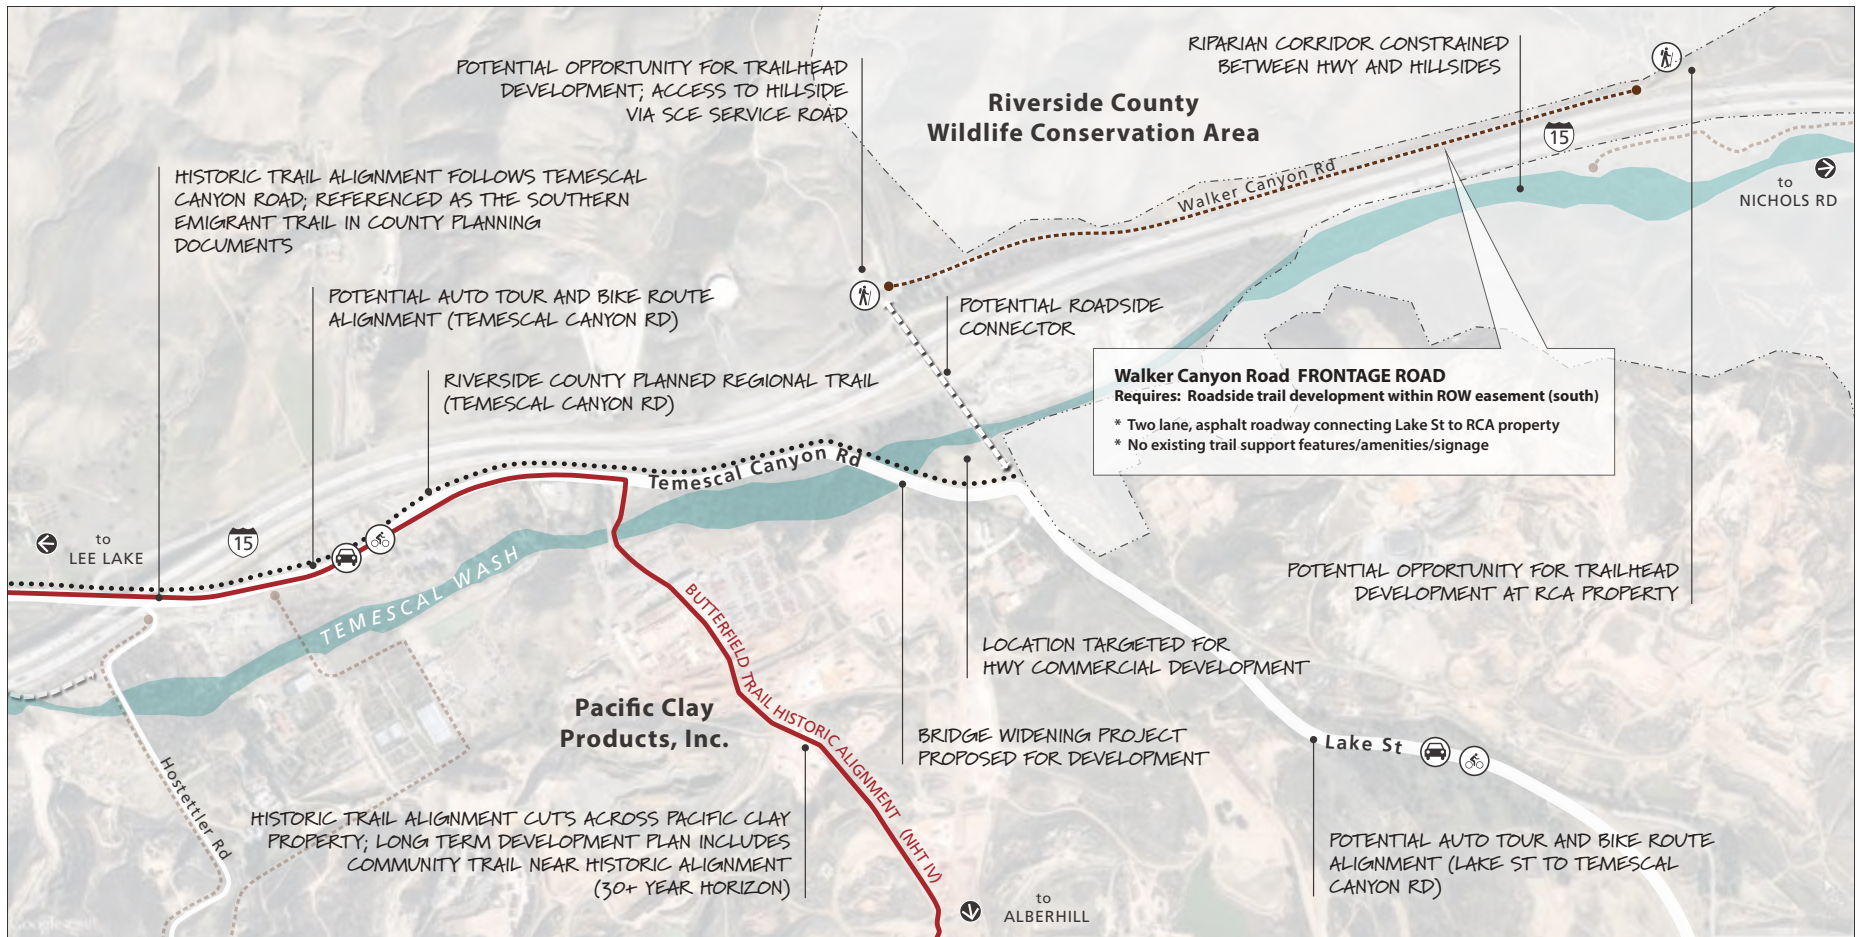 POTENTIAL OPPORTUNITY FOR TRAILHEAD
DEVELOPMENT; ACCESS TO HILLSIDE
VIA SCE SERVICE ROAD
Riverside County
Wildlife Conservation Area
RIPARIAN CORRIDOR CONSTRAINED
BETWEEN HWY AND HILLSIDES
15
to
NICHOLS RD
Walker Canyon Rd
HISTORIC TRAIL ALIGNMENT FOLLOWS TEMESCAL
CANYON ROAD; REFERENCED AS THE SOUTHERN
EMIGRANT TRAIL IN COUNTY PLANNING
DOCUMENTS
POTENTIAL AUTO TOUR AND BIKE ROUTE
ALIGNMENT (TEMESCAL CANYON RD)
POTENTIAL ROADSIDE
CONNECTOR
RIVERSIDE COUNTY PLANNED REGIONAL TRAIL
(TEMESCAL CANYON RD)
Walker Canyon Road FRONTAGE ROAD
Requires: Roadside trail development within ROW easement (south)
* Two lane, asphalt roadway connecting Lake St to RCA property
* No existing trail support features/amenities/signage
Temescal Canyon Rd
to
LEE LAKE
15
TEMESCAL WASH
POTENTIAL OPPORTUNITY FOR TRAILHEAD
DEVELOPMENT AT RCA PROPERTY
BUTTERFIELD TRAIL HISTORIC ALIGNMENT (NHT IV)
LOCATION TARGETED FOR
HWY COMMERCIAL DEVELOPMENT
Pacific Clay
Products, Inc.
BRIDGE WIDENING PROJECT
PROPOSED FOR DEVELOPMENT
Lake St
Hostettler Rd
HISTORIC TRAIL ALIGNMENT CUTS ACROSS PACIFIC CLAY
PROPERTY; LONG TERM DEVELOPMENT PLAN INCLUDES
COMMUNITY TRAIL NEAR HISTORIC ALIGNMENT
(30+ YEAR HORIZON)
POTENTIAL AUTO TOUR AND BIKE ROUTE
ALIGNMENT (LAKE ST TO TEMESCAL
CANYON RD)
to
ALBERHILL